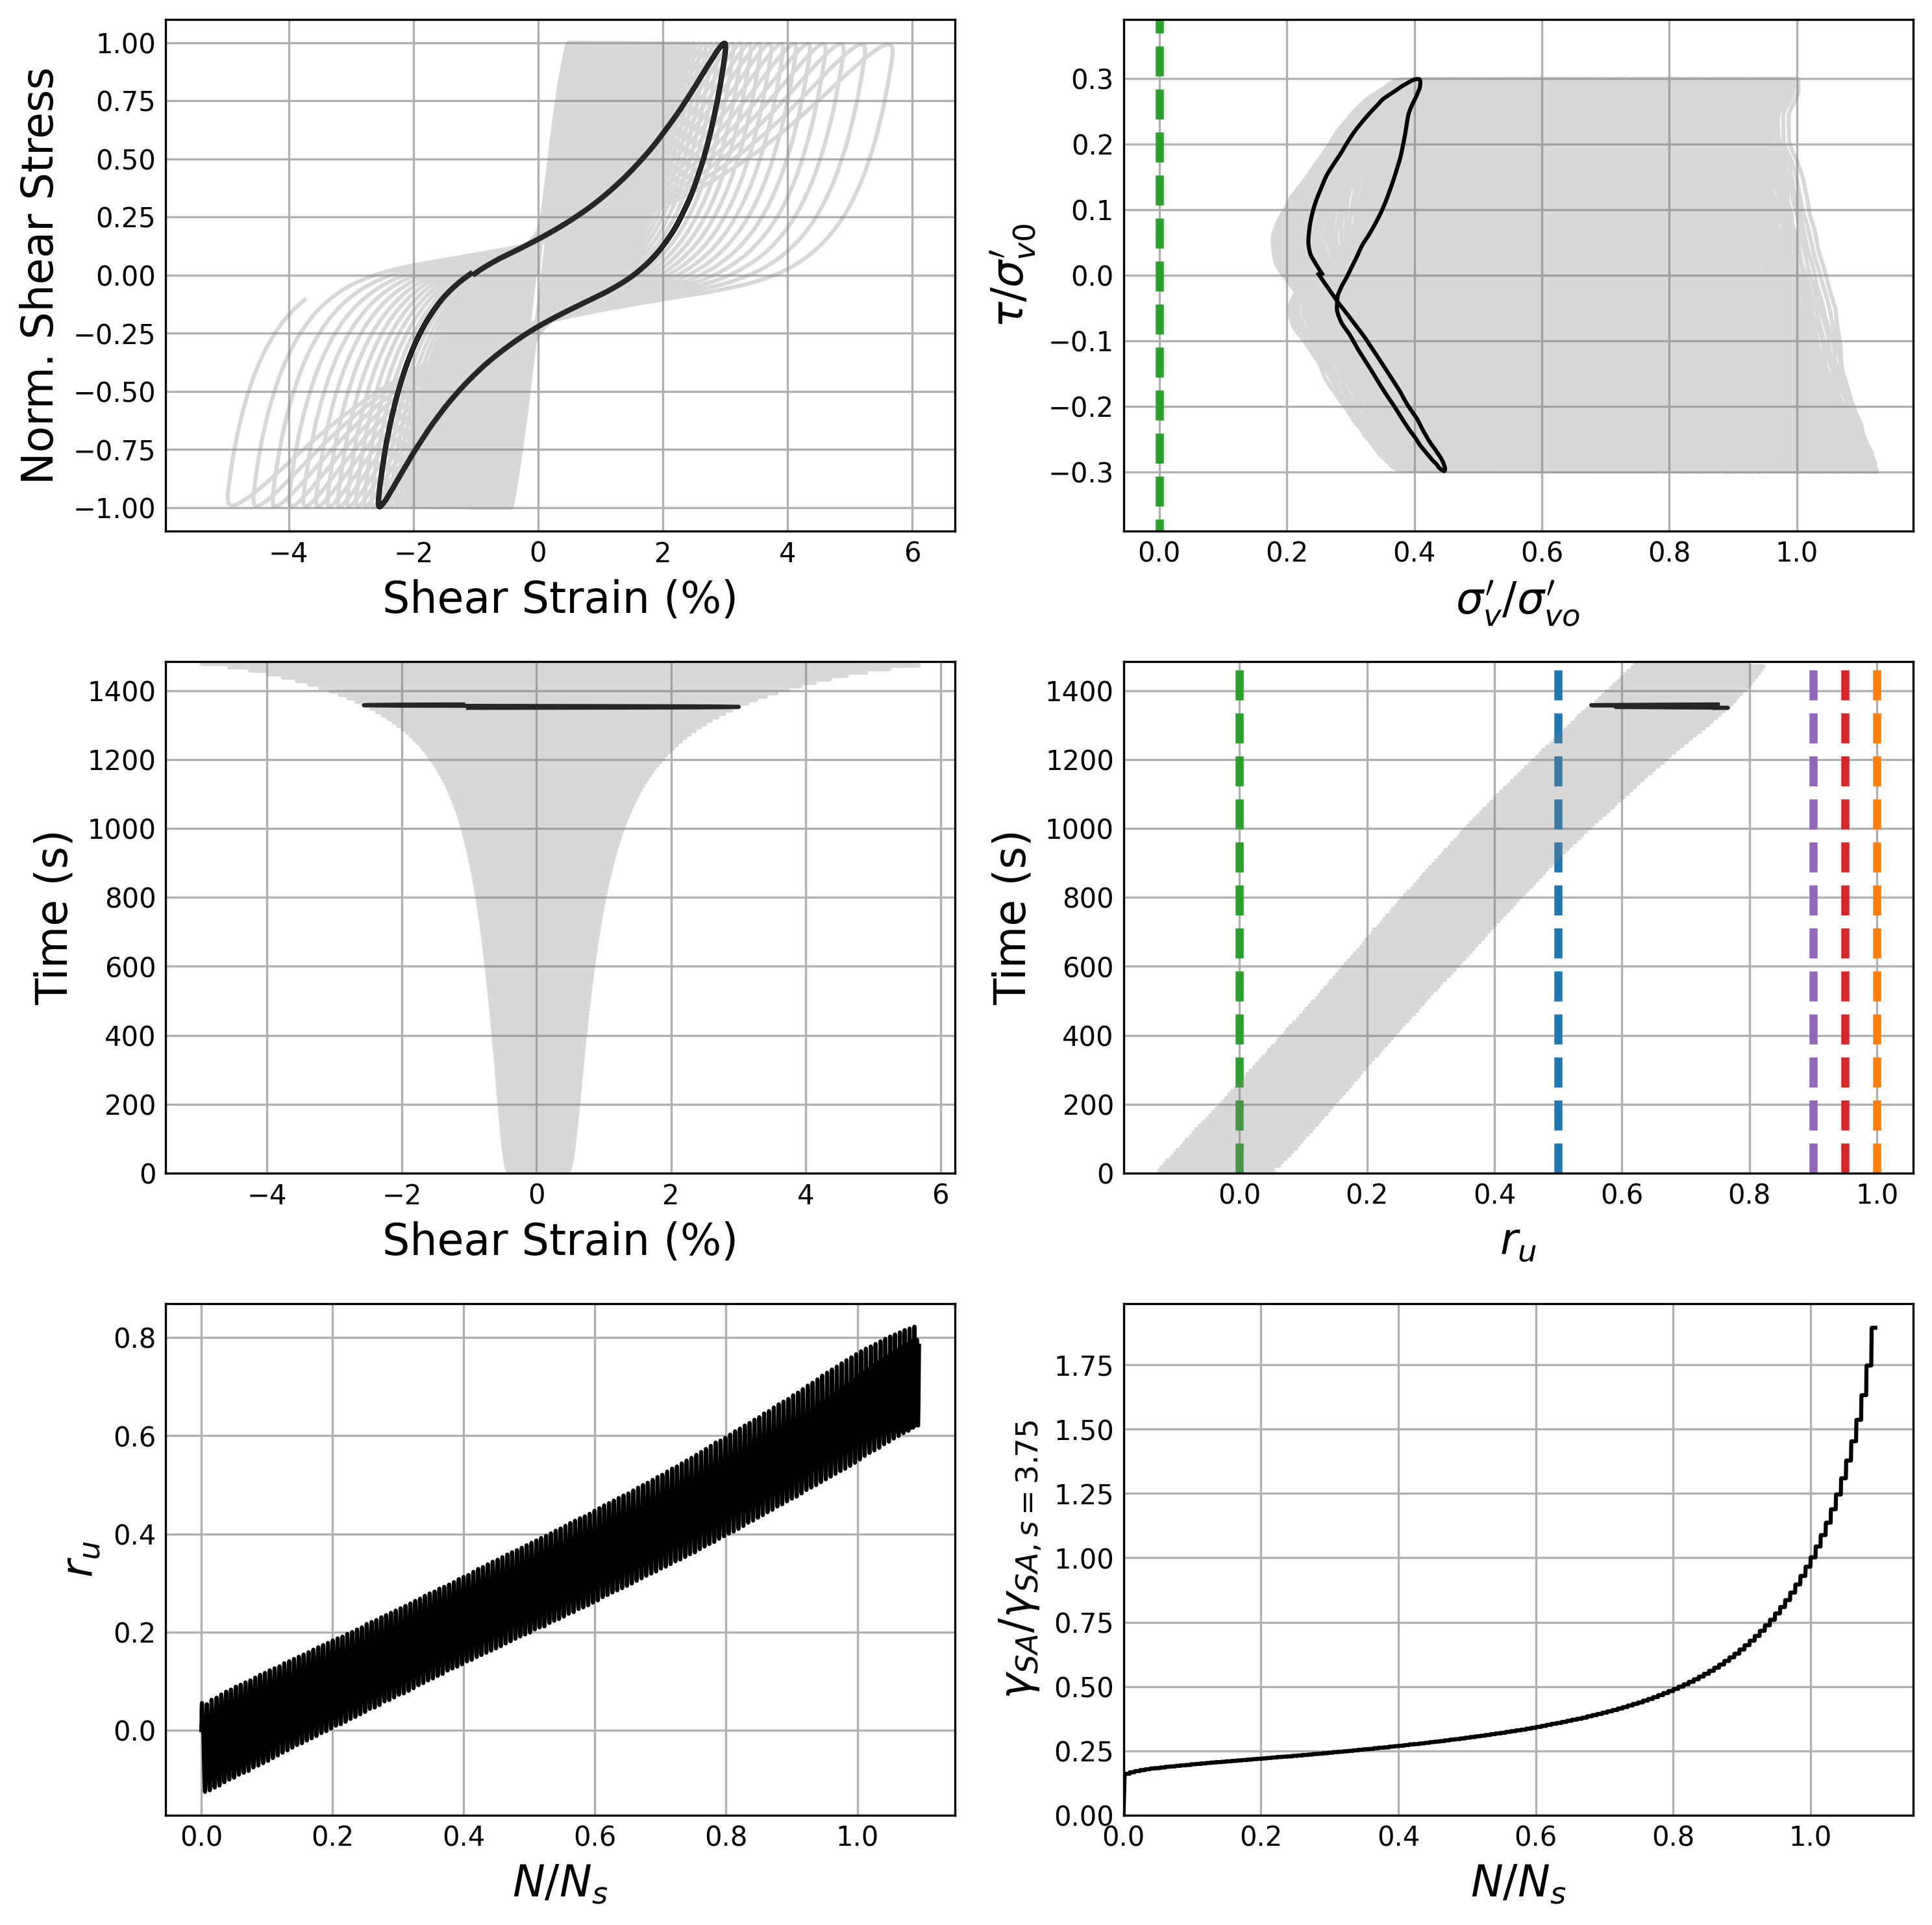 1.00
0.75
0.50
0.25
0.00
−0.25
−0.50
−0.75
−1.00
Norm. Shear Stress
−4 −2 0 2 4 6
Shear Strain (%)
0.3
0.2
0.1
0.0
−0.1
−0.2
−0.3
τ/σ′v0
0.0 0.2 0.4 0.6 0.8 1.0
σ′v/σ′vo
1400
1200
1000
800
600
400
200
0
Time (s)
−4 −2 0 2 4 6
Shear Strain (%)
1400
1200
1000
800
600
400
200
0
Time (s)
0.0 0.2 0.4 0.6 0.8 1.0
ru
0.8
0.6
0.4
0.2
0.0
ru
0.0 0.2 0.4 0.6 0.8 1.0
N/Ns
1.75
1.50
1.25
1.00
0.75
0.50
0.25
0.00
γSA/γSA, s = 3.75
0.0 0.2 0.4 0.6 0.8 1.0
N/Ns